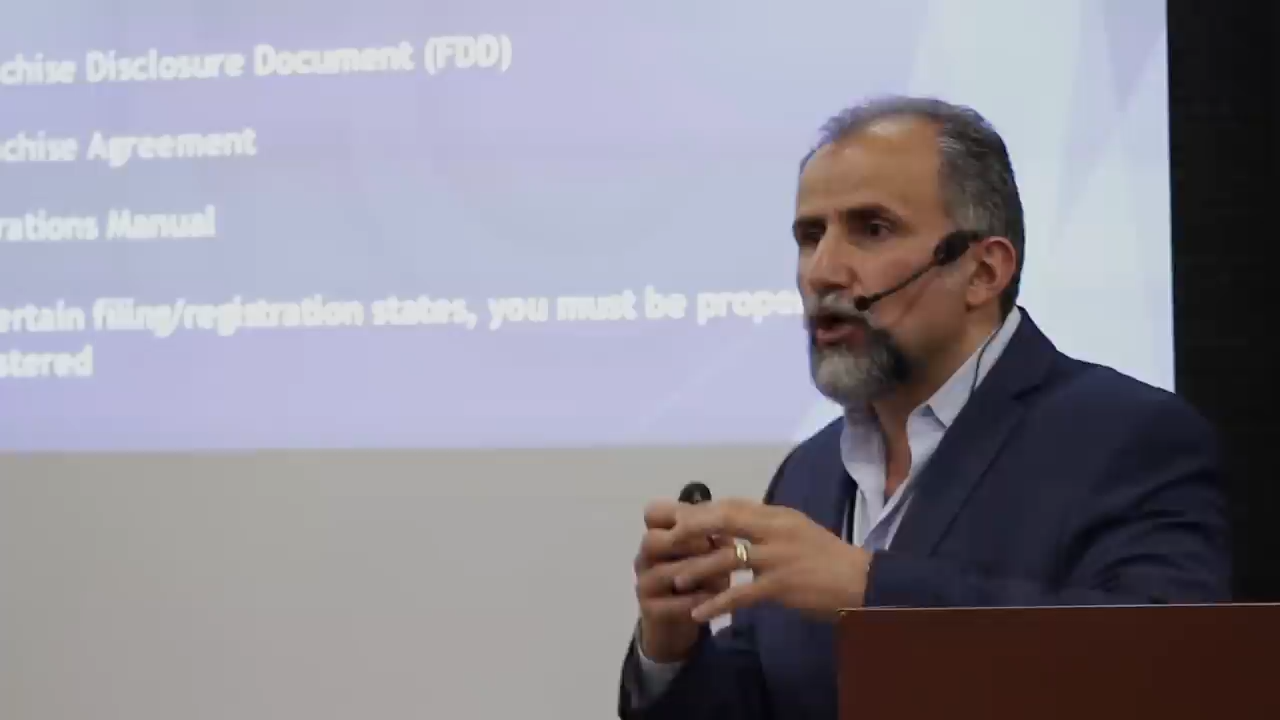 chise Disclosure Document (FDD)
chise Agreement
rations Manual
ertain filing/registration states, you must be prope
stered